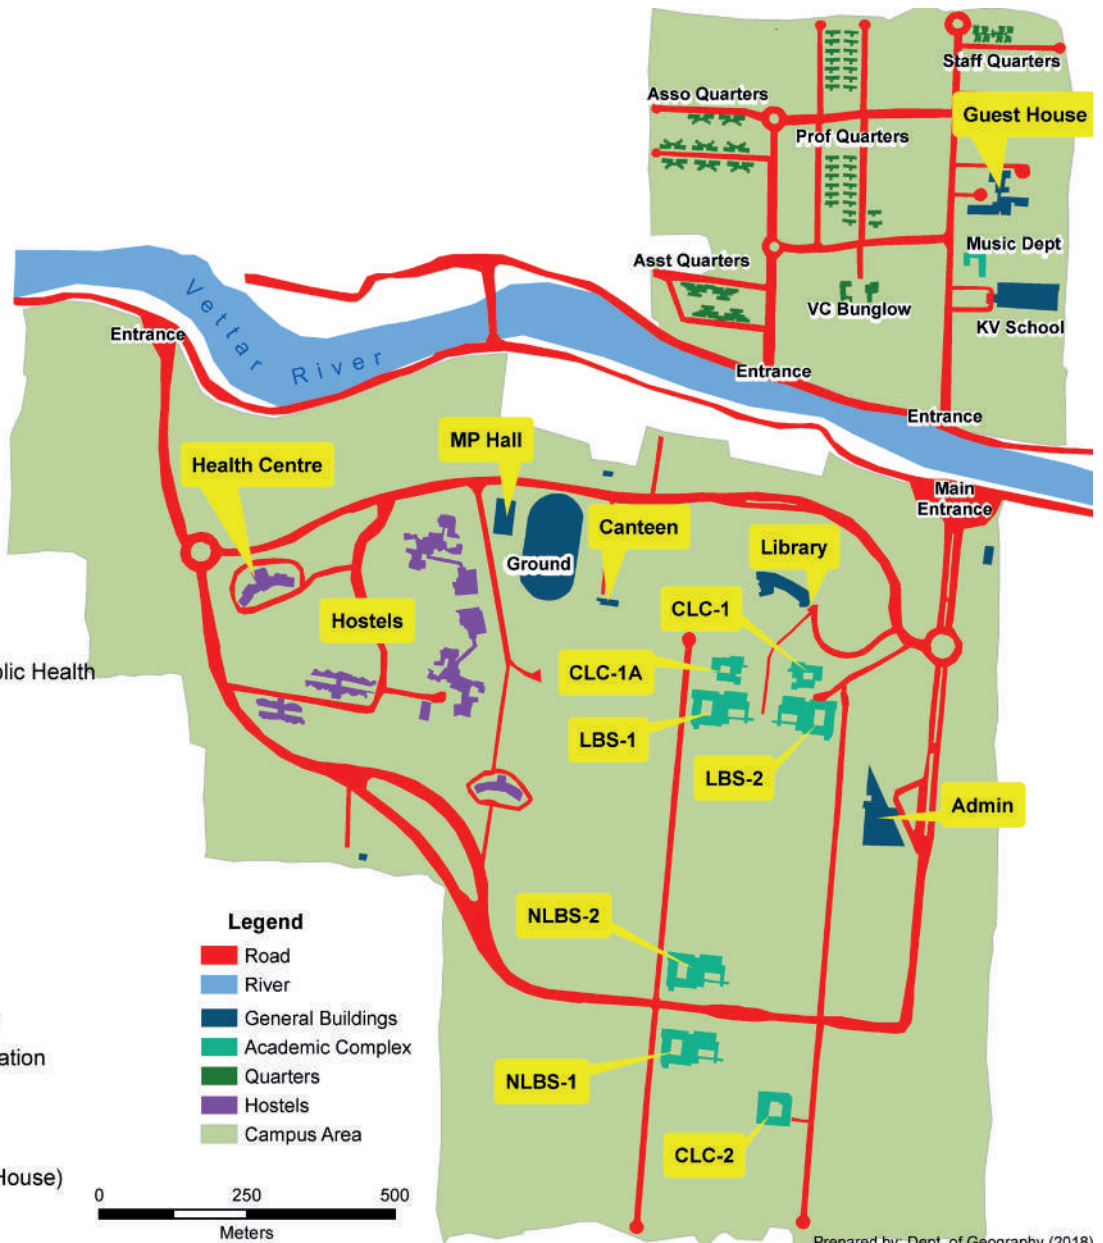 Staff Quarters
Asso Quarters
Guest House
Prof Quarters
Music Dept
Asst Quarters
VC Bunglow
KV School
Entrance
Vettar River
Entrance
Entrance
MP Hall
Health Centre
Main
Entrance
Canteen
Library
Ground
CLC-1
Hostels
CLC-1A
LBS-1
LBS-2
Admin
NLBS-2
NLBS-1
CLC-2
Legend
Road
River
General Buildings
Academic Complex
Quarters
Hostels
Campus Area
0 250 500
Meters
Health
House)
Prepared by: Dept. of Geography (2018)